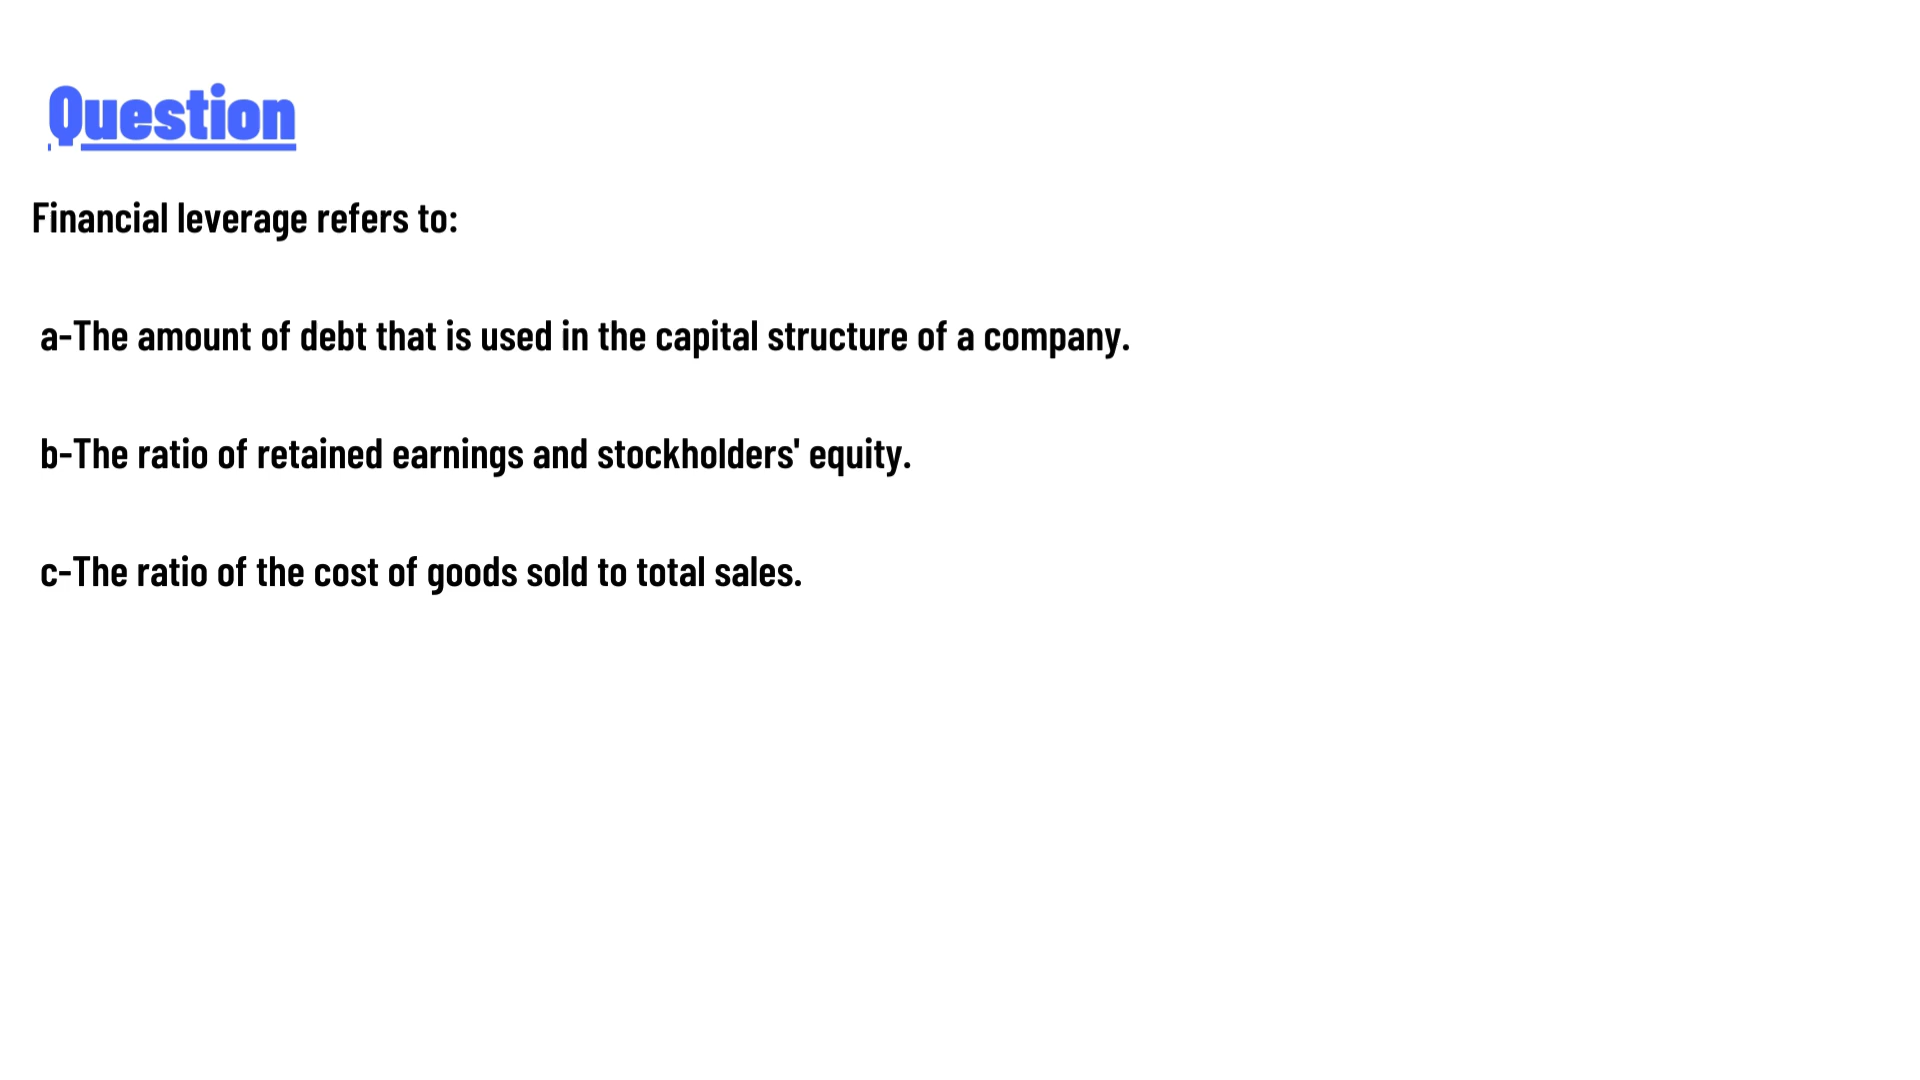 Question
Financial leverage refers to:
a-The amount of debt that is used in the capital structure of a company.
b-The ratio of retained earnings and stockholders' equity.
c-The ratio of the cost of goods sold to total sales.